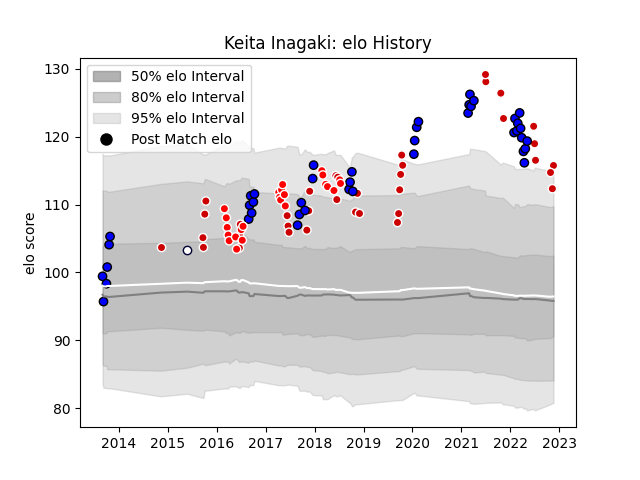 Keita Inagaki: elo History
50% elo Interval
80% elo Interval
95% elo Interval
Post Match elo
elo score
130
120
110
100
90
80
2014 2015 2016 2017 2018 2019 2020 2021 2022 2023